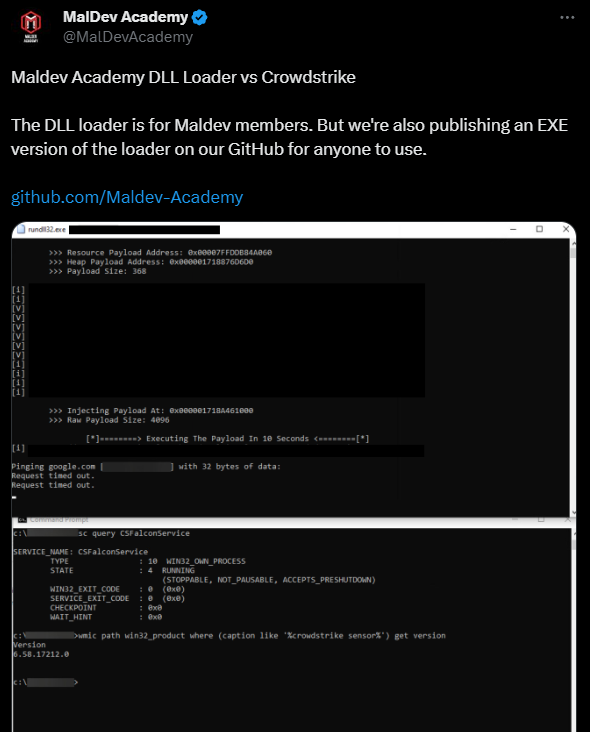 MalDev Academy
@MalDevAcademy
Maldev Academy DLL Loader vs Crowdstrike
The DLL loader is for Maldev members. But we're also publishing an EXE
version of the loader on our GitHub for anyone to use.
github.com/Maldev-Academy
rundll32.exe
>>> Resource Payload Address: 0x00007FFDDB84A060
>>> Heap Payload Address: 0x000001718876D6D0
>>> Payload Size: 368
[i]
[i]
[V]
[V]
[V]
[V]
[V]
[V]
[i]
[i]
[i]
[i]
>>> Injecting Payload At: 0x000001718A461000
>>> Raw Payload Size: 4096
[*]========> Executing The Payload In 10 Seconds <========[*]
[i]
Pinging google.com [ ] with 32 bytes of data:
Request timed out.
Request timed out.
Command Prompt
c:\ sc query CSFalconService
SERVICE_NAME: CSFalconService
TYPE : 10 WIN32_OWN_PROCESS
STATE : 4 RUNNING
(STOPPABLE, NOT_PAUSABLE, ACCEPTS_PRESHUTDOWN)
WIN32_EXIT_CODE : 0 (0x0)
SERVICE_EXIT_CODE : 0 (0x0)
CHECKPOINT : 0x0
WAIT_HINT : 0x0
c:\ >wmic path win32_product where (caption like '%crowdstrike sensor%') get version
Version
6.58.17212.0
c:\ >